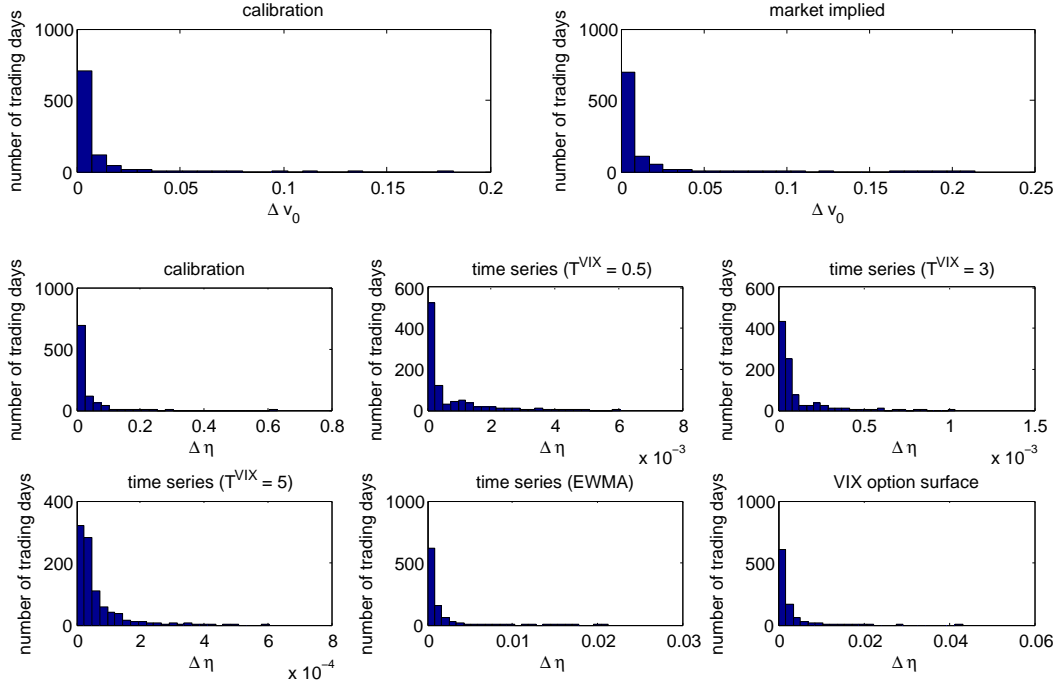 calibration
number of trading days
1000
500
0
0
0.05
0.1
0.15
0.2
Δ v0
market implied
number of trading days
1000
500
0
0
0.05
0.1
0.15
0.2
0.25
Δ v0
calibration
number of trading days
1000
500
0
0
0.2
0.4
0.6
0.8
Δ η
time series (T^VIX = 0.5)
number of trading days
600
400
200
0
0
2
4
6
8
x 10^-3
Δ η
time series (T^VIX = 3)
number of trading days
600
400
200
0
0
0.5
1
1.5
x 10^-3
Δ η
time series (T^VIX = 5)
number of trading days
400
200
0
0
2
4
6
8
x 10^-4
Δ η
time series (EWMA)
number of trading days
1000
500
0
0
0.01
0.02
0.03
Δ η
VIX option surface
number of trading days
1000
500
0
0
0.02
0.04
0.06
Δ η